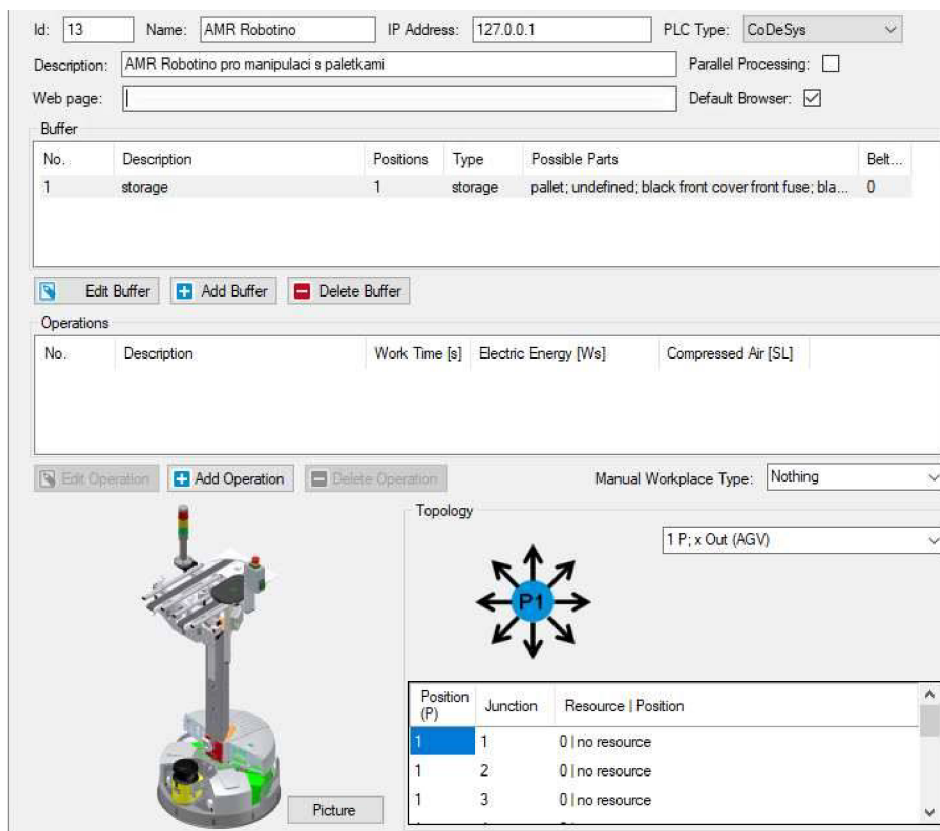 Id: 13 Name: AMR Robotino IP Address: 127.0.0.1 PLC Type: CoDeSys
Description: AMR Robotino pro manipulaci s paletkami Parallel Processing:
Web page: Default Browser:
Buffer
No. Description Positions Type Possible Parts Belt...
1 storage 1 storage pallet; undefined; black front cover front fuse; bla... 0
Edit Buffer Add Buffer Delete Buffer
Operations
No. Description Work Time [s] Electric Energy [Ws] Compressed Air [SL]
Edit Operation Add Operation Delete Operation Manual Workplace Type: Nothing
Topology
1 P; x Out (AGV)
P1
Position (P) Junction Resource | Position
1 1 0 | no resource
1 2 0 | no resource
1 3 0 | no resource
Picture